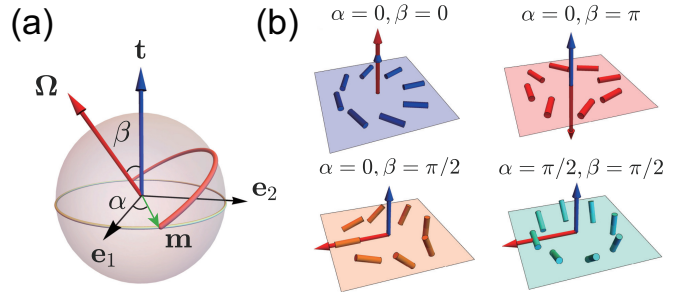 (a)
t
Ω
β
α
e₂
e₁
m
(b)
α = 0, β = 0
α = 0, β = π
α = 0, β = π/2
α = π/2, β = π/2